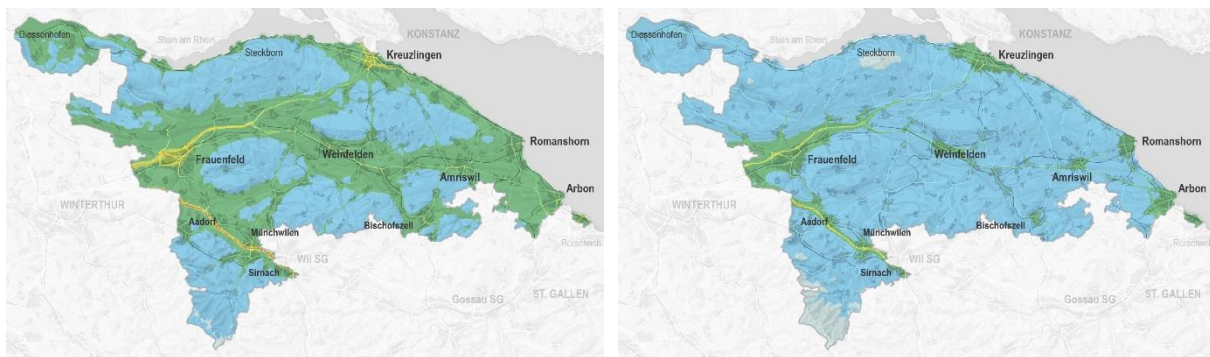 Diessenhofen
Stein am Rhein
Steckborn
KONSTANZ
Kreuzlingen
Romanshorn
Frauenfeld
Weinfelden
Amriswil
Arbon
WINTERTHUR
Aadorf
Münchwilen
Bischofszell
Rorschach
Wil SG
Sirnach
Gossau SG
ST. GALLEN
Diessenhofen
Stein am Rhein
Steckborn
KONSTANZ
Kreuzlingen
Romanshorn
Frauenfeld
Weinfelden
Amriswil
Arbon
WINTERTHUR
Aadorf
Münchwilen
Bischofszell
Rorschach
Wil SG
Sirnach
Gossau SG
ST. GALLEN